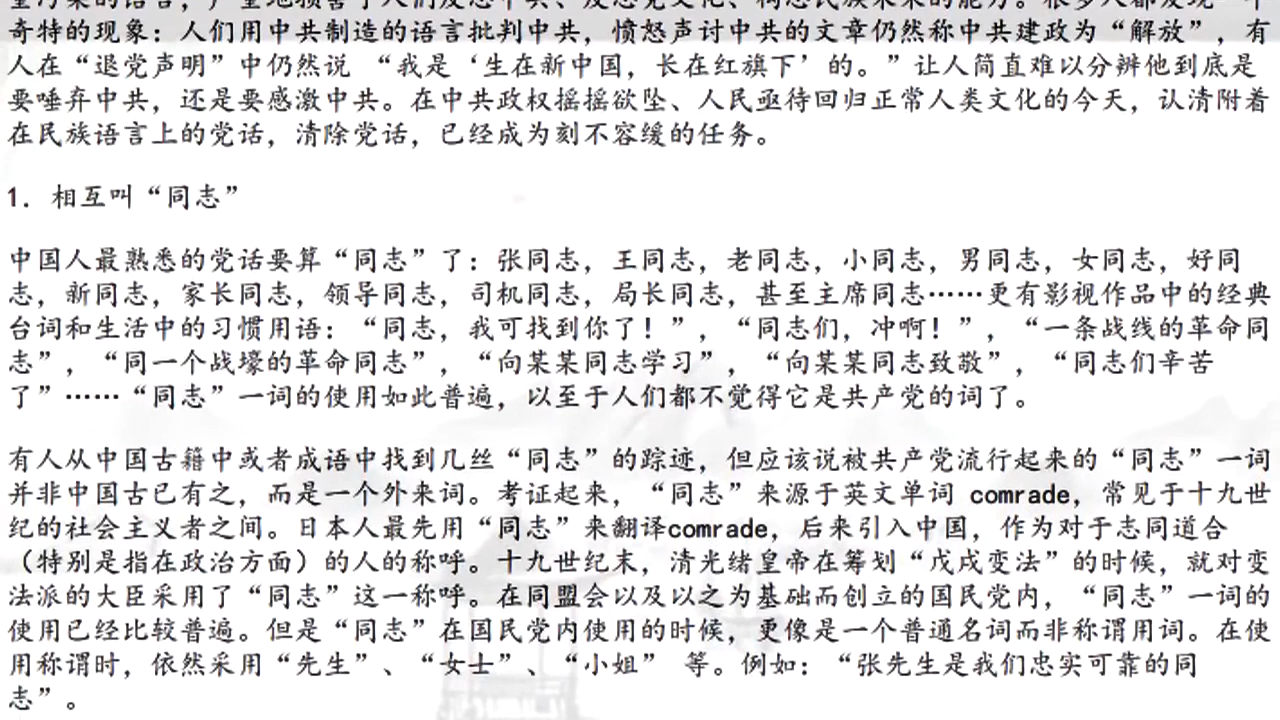 奇特的现象：人们用中共制造的语言批判中共，愤怒声讨中共的文章仍然称中共建政为“解放”，有
人在“退党声明”中仍然说 “我是‘生在新中国，长在红旗下’的。”让人简直难以分辨他到底是
要唾弃中共，还是要感激中共。在中共政权摇摇欲坠、人民亟待回归正常人类文化的今天，认清附着
在民族语言上的党话，清除党话，已经成为刻不容缓的任务。
1．相互叫“同志”
中国人最熟悉的党话要算“同志”了：张同志，王同志，老同志，小同志，男同志，女同志，好同
志，新同志，家长同志，领导同志，司机同志，局长同志，甚至主席同志……更有影视作品中的经典
台词和生活中的习惯用语：“同志，我可找到你了！”，“同志们，冲啊！”，“一条战线的革命同
志”，“同一个战壕的革命同志”，“向某某同志学习”，“向某某同志致敬”，“同志们辛苦
了”……“同志”一词的使用如此普遍，以至于人们都不觉得它是共产党的词了。
有人从中国古籍中或者成语中找到几丝“同志”的踪迹，但应该说被共产党流行起来的“同志”一词
并非中国古已有之，而是一个外来词。考证起来，“同志”来源于英文单词 comrade，常见于十九世
纪的社会主义者之间。日本人最先用“同志”来翻译comrade，后来引入中国，作为对于志同道合
（特别是指在政治方面）的人的称呼。十九世纪末，清光绪皇帝在筹划“戊戌变法”的时候，就对变
法派的大臣采用了“同志”这一称呼。在同盟会以及以之为基础而创立的国民党内，“同志”一词的
使用已经比较普遍。但是“同志”在国民党内使用的时候，更像是一个普通名词而非称谓用词。在使
用称谓时，依然采用“先生”、“女士”、“小姐” 等。例如：“张先生是我们忠实可靠的同
志”。